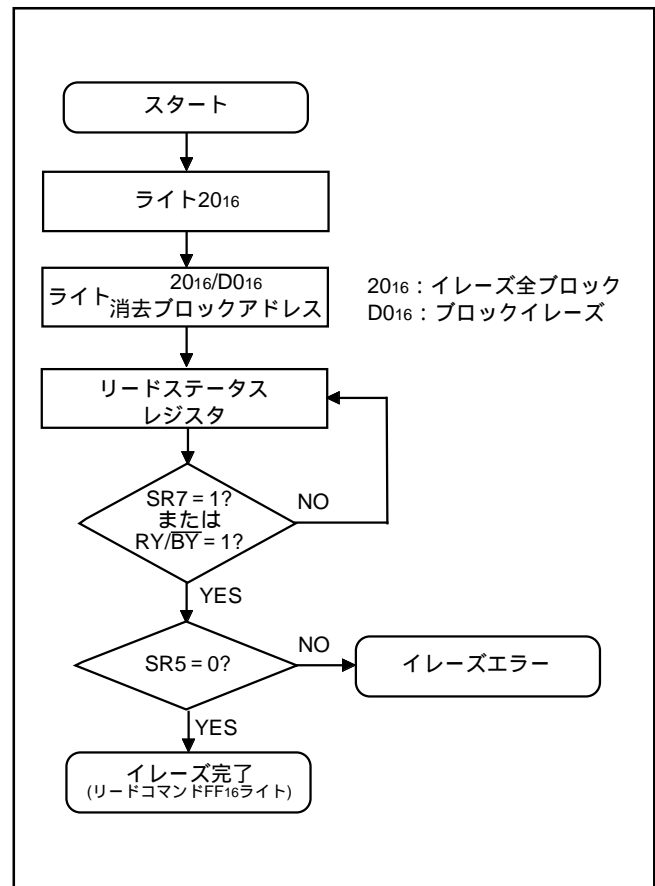 スタート
ライト2016
ライト 2016/D016
消去ブロックアドレス
2016：イレーズ全ブロック
D016：ブロックイレーズ
リードステータス
レジスタ
SR7 = 1?
または
RY/BY = 1?
NO
YES
SR5 = 0?
NO
イレーズエラー
YES
イレーズ完了
(リードコマンドFF16ライト)